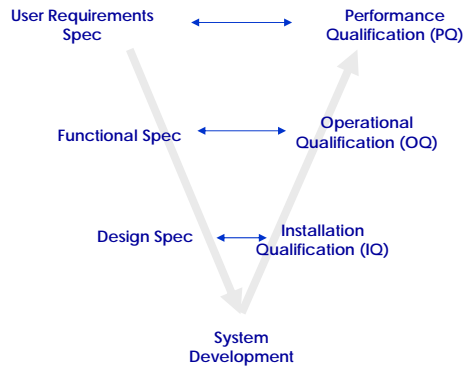 User Requirements
Spec
Performance
Qualification (PQ)
Functional Spec
Operational
Qualification (OQ)
Design Spec
Installation
Qualification (IQ)
System
Development